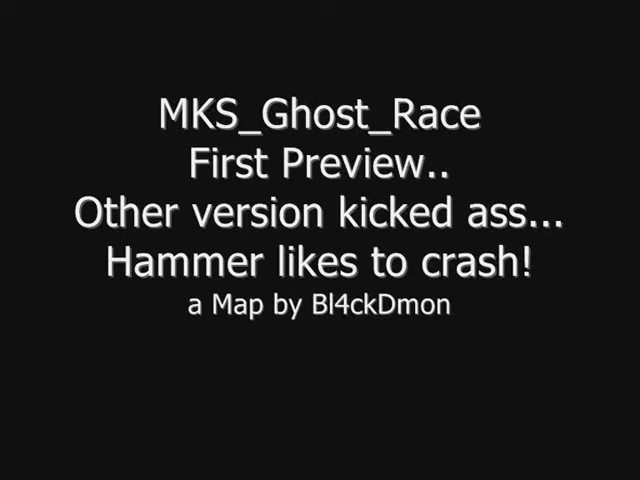 MKS_Ghost_Race
First Preview..
Other version kicked ass...
Hammer likes to crash!
a Map by Bl4ckDmon